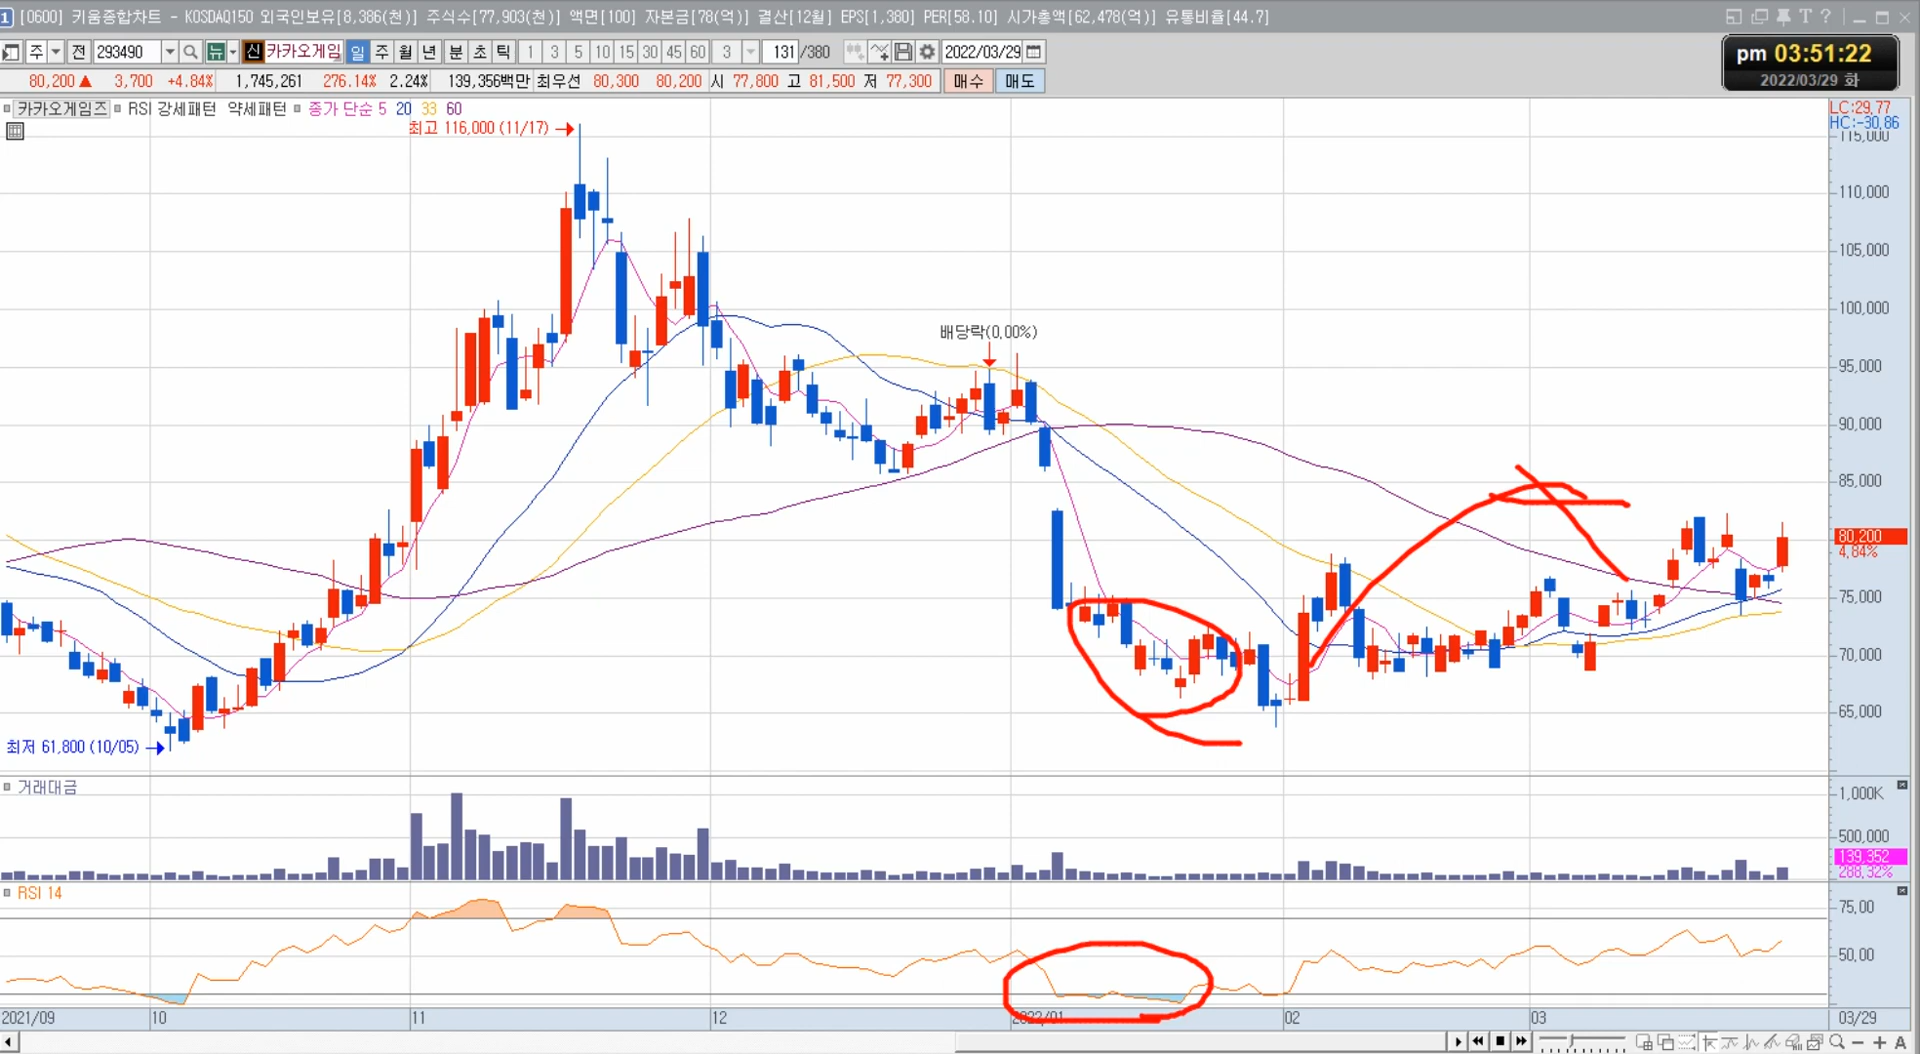 [0600] 키움종합차트 - KOSDAQ150 외국인보유[8,386(천)] 주식수[77,903(천)] 액면[100] 자본금[78(억)] 결산[12월] EPS[1,380] PER[58.10] 시가총액[62,478(억)] 유통비율[44.7]
주 전 293490 뉴 신 카카오게임 일 주 월 년 분 초 틱 1 3 5 10 15 30 45 60 3 131 /380 2022/03/29
pm 03:51:22
2022/03/29 화
80,200 ▲ 3,700 +4.84% 1,745,261 276.14% 2.24% 139,356백만 최우선 80,300 80,200 시 77,800 고 81,500 저 77,300 매수 매도
카카오게임즈 RSI 강세패턴 약세패턴 종가 단순 5 20 33 60
LC:29.77
HC:-30.86
최고 116,000 (11/17)
115,000
110,000
105,000
100,000
배당락(0.00%)
95,000
90,000
85,000
80,200
4.84%
75,000
70,000
65,000
최저 61,800 (10/05)
거래대금
1,000K
500,000
139,352
288.32%
RSI 14
75.00
50.00
2021/09 10 11 12 2022/01 02 03 03/29
A